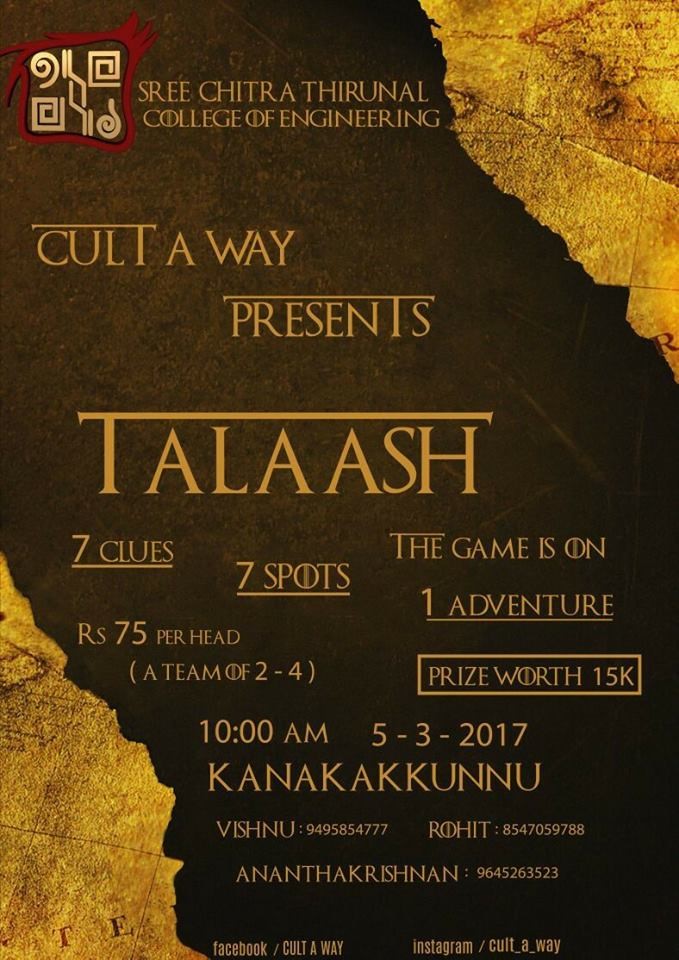 SREE CHITRA THIRUNAL
COLLEGE OF ENGINEERING
CULT A WAY
PRESENTS
TALAASH
7 CLUES
7 SPOTS
THE GAME IS ON
1 ADVENTURE
RS 75 PER HEAD
( A TEAM OF 2 - 4 )
PRIZE WORTH 15K
10:00 AM 5 - 3 - 2017
KANAKAKKUNNU
VISHNU : 9495854777 ROHIT : 8547059788
ANANTHAKRISHNAN : 9645263523
facebook / CULT A WAY instagram / cult_a_way
R
T E